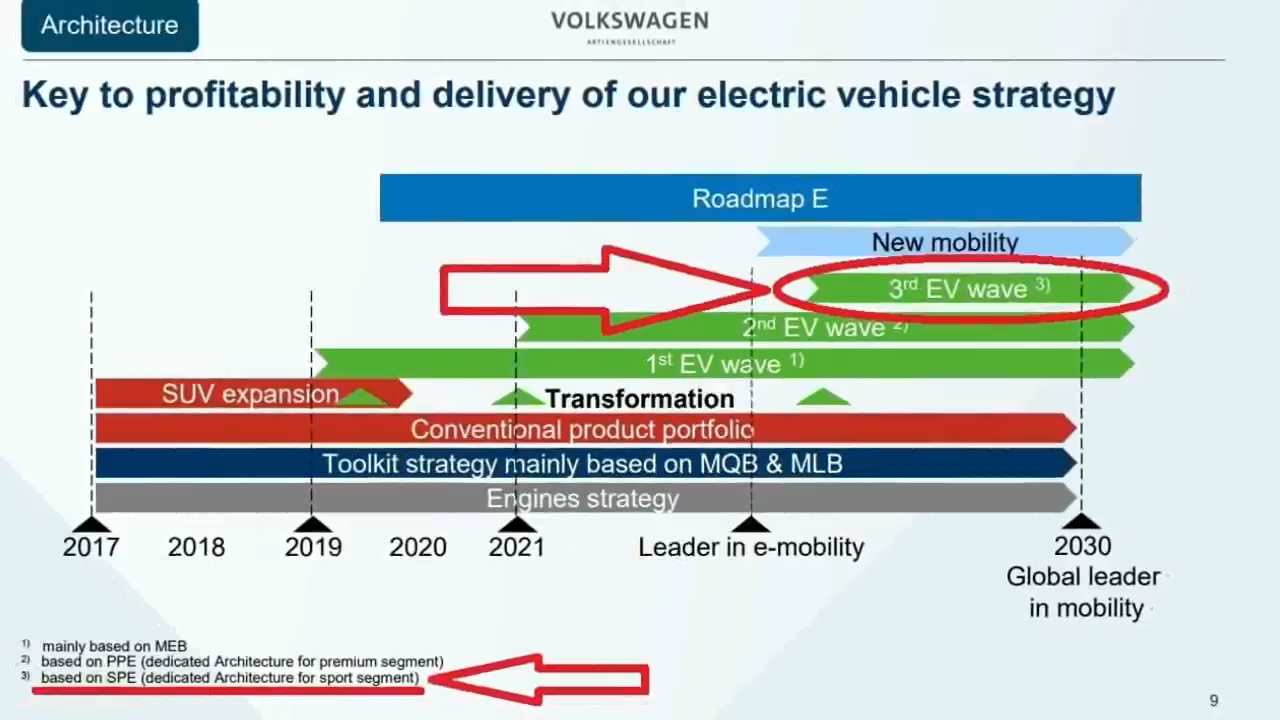 Architecture
VOLKSWAGEN
AKTIENGESELLSCHAFT
Key to profitability and delivery of our electric vehicle strategy
Roadmap E
New mobility
3rd EV wave 3)
2nd EV wave 2)
1st EV wave 1)
SUV expansion
Transformation
Conventional product portfolio
Toolkit strategy mainly based on MQB & MLB
Engines strategy
2017 2018 2019 2020 2021 Leader in e-mobility 2030
Global leader
in mobility
1) mainly based on MEB
2) based on PPE (dedicated Architecture for premium segment)
3) based on SPE (dedicated Architecture for sport segment)
9